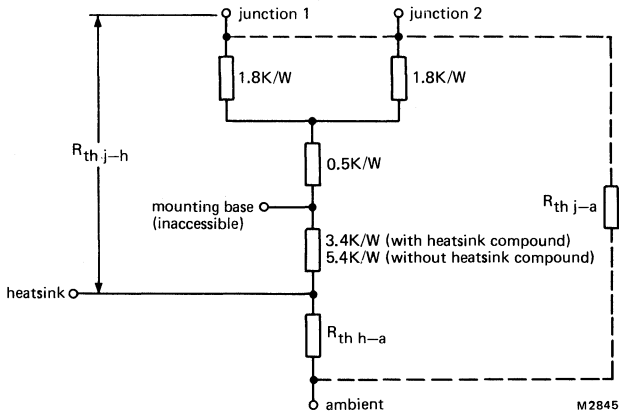 junction 1
junction 2
1.8K/W
1.8K/W
R th j–h
0.5K/W
mounting base
(inaccessible)
R th j–a
3.4K/W (with heatsink compound)
5.4K/W (without heatsink compound)
heatsink
R th h–a
ambient
M2845